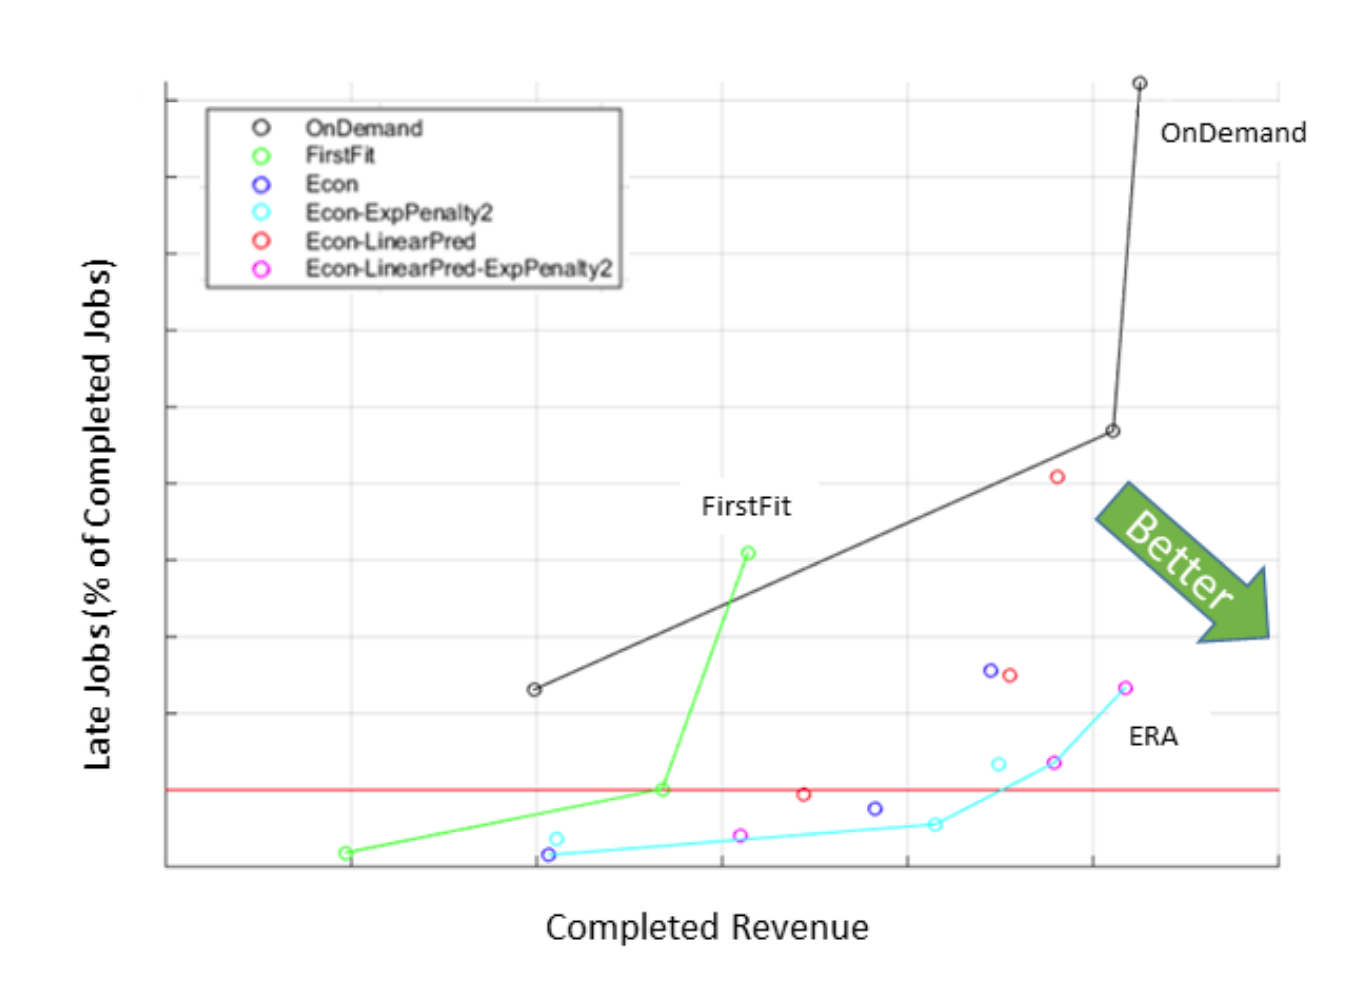 OnDemand
FirstFit
Econ
Econ-ExpPenalty2
Econ-LinearPred
Econ-LinearPred-ExpPenalty2
OnDemand
FirstFit
Better
ERA
Late Jobs (% of Completed Jobs)
Completed Revenue